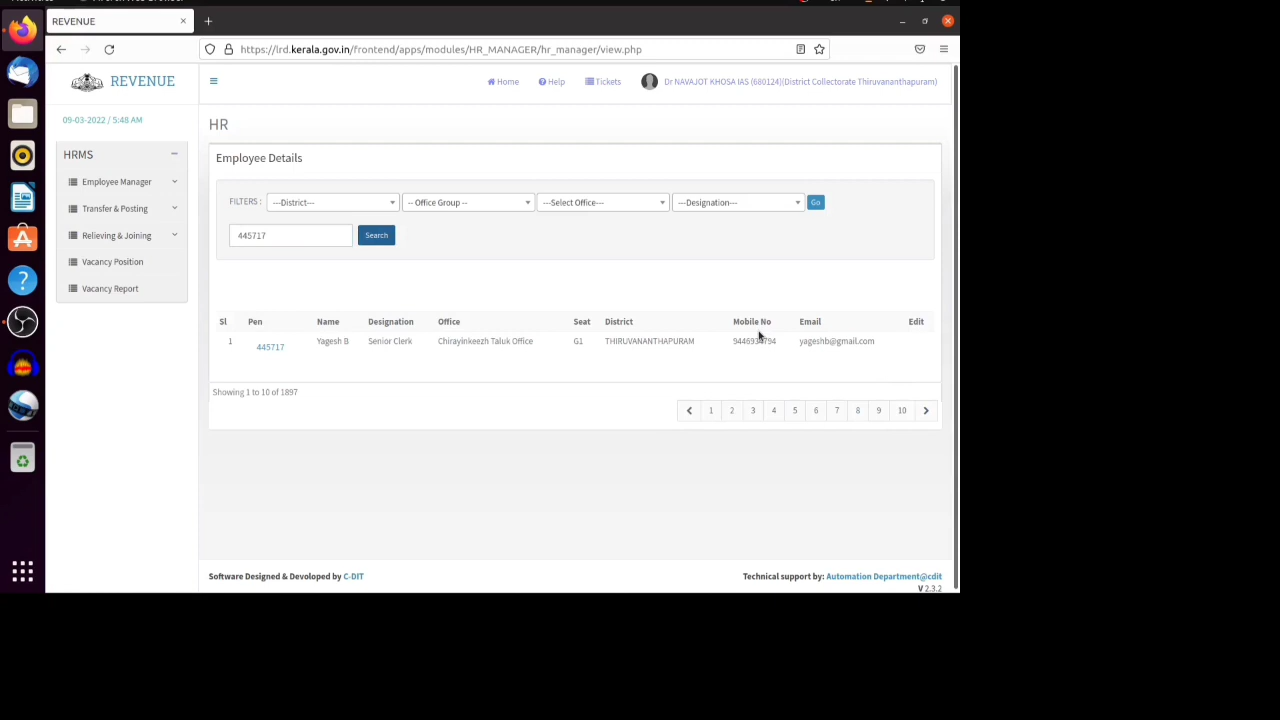 REVENUE
https://lrd.kerala.gov.in/frontend/apps/modules/HR_MANAGER/hr_manager/view.php
REVENUE
Home Help Tickets Dr NAVAJOT KHOSA IAS (680124)(District Collectorate Thiruvananthapuram)
09-03-2022 / 5:48 AM
HR
HRMS
Employee Manager
Transfer & Posting
Relieving & Joining
Vacancy Position
Vacancy Report
Employee Details
FILTERS : ---District--- -- Office Group -- ---Select Office--- ---Designation--- Go
445717 Search
Sl Pen Name Designation Office Seat District Mobile No Email Edit
1 445717 Yagesh B Senior Clerk Chirayinkeezh Taluk Office G1 THIRUVANANTHAPURAM yageshb@gmail.com
Showing 1 to 10 of 1897
1 2 3 4 5 6 7 8 9 10
Software Designed & Devoloped by C-DIT
Technical support by: Automation Department@cdit
V 2.3.2